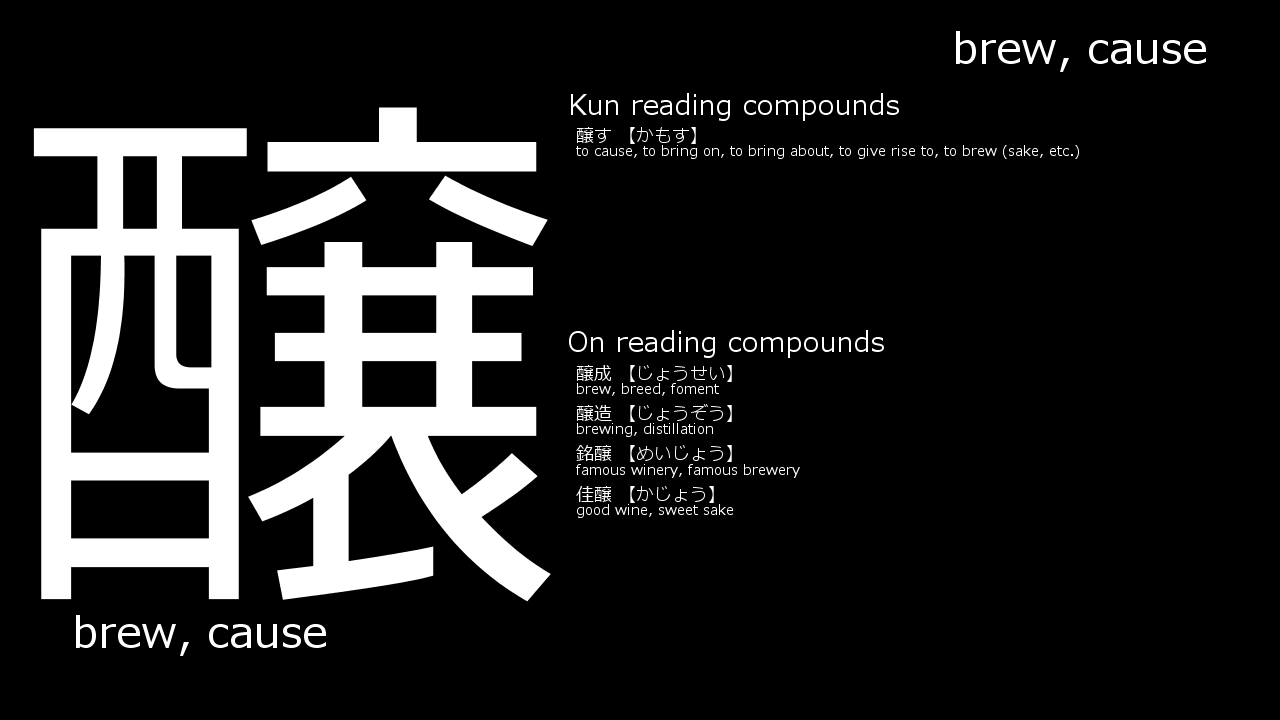 brew, cause
醸
Kun reading compounds
醸す 【かもす】
to cause, to bring on, to bring about, to give rise to, to brew (sake, etc.)
On reading compounds
醸成 【じょうせい】
brew, breed, foment
醸造 【じょうぞう】
brewing, distillation
銘醸 【めいじょう】
famous winery, famous brewery
佳醸 【かじょう】
good wine, sweet sake
brew, cause